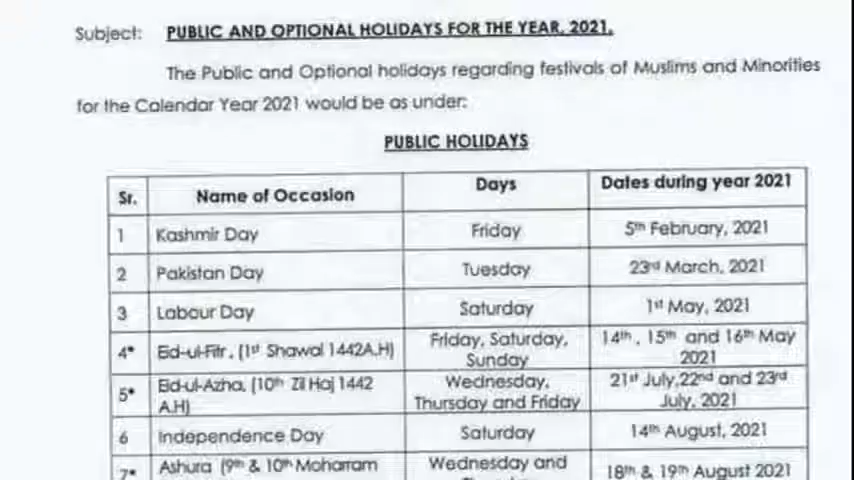 Subject: PUBLIC AND OPTIONAL HOLIDAYS FOR THE YEAR, 2021.
The Public and Optional holidays regarding festivals of Muslims and Minorities
for the Calendar Year 2021 would be as under:
PUBLIC HOLIDAYS
Sr. Name of Occasion Days Dates during year 2021
1 Kashmir Day Friday 5th February, 2021
2 Pakistan Day Tuesday 23rd March, 2021
3 Labour Day Saturday 1st May, 2021
4* Eid-ul-Fitr , (1st Shawal 1442A.H) Friday, Saturday, 14th , 15th and 16th May
Sunday 2021
5* Eid-ul-Azha, (10th Zil Haj 1442 Wednesday, 21st July,22nd and 23rd
A.H) Thursday and Friday July, 2021
6 Independence Day Saturday 14th August, 2021
7* Ashura (9th & 10th Moharram Wednesday and 18th & 19th August 2021